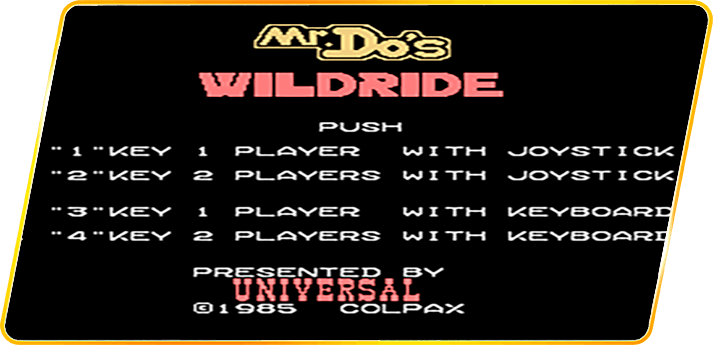 Mr. Do's
WILDRIDE
PUSH
"1"KEY 1 PLAYER WITH JOYSTICK
"2"KEY 2 PLAYERS WITH JOYSTICK
"3"KEY 1 PLAYER WITH KEYBOARD
"4"KEY 2 PLAYERS WITH KEYBOARD
PRESENTED BY
UNIVERSAL
©1985 COLPAX